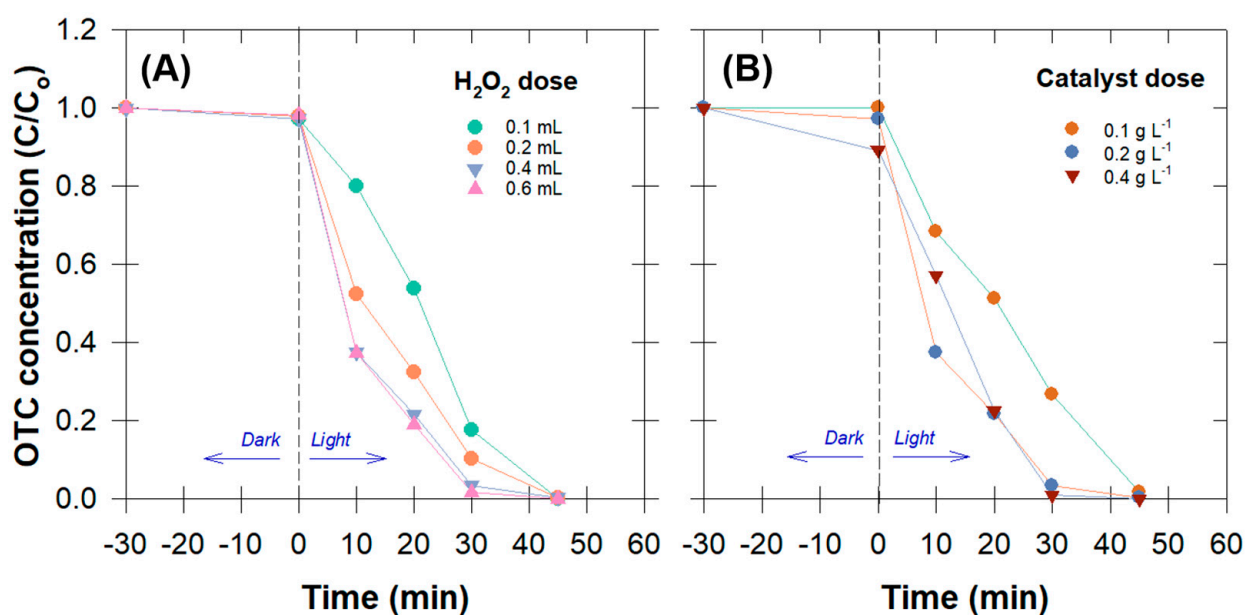 OTC concentration (C/Co)
1.2
1.0
0.8
0.6
0.4
0.2
0.0
(A)
H2O2 dose
0.1 mL
0.2 mL
0.4 mL
0.6 mL
Dark Light
-30 -20 -10 0 10 20 30 40 50 60
Time (min)
(B)
Catalyst dose
0.1 g L-1
0.2 g L-1
0.4 g L-1
Dark Light
-30 -20 -10 0 10 20 30 40 50 60
Time (min)